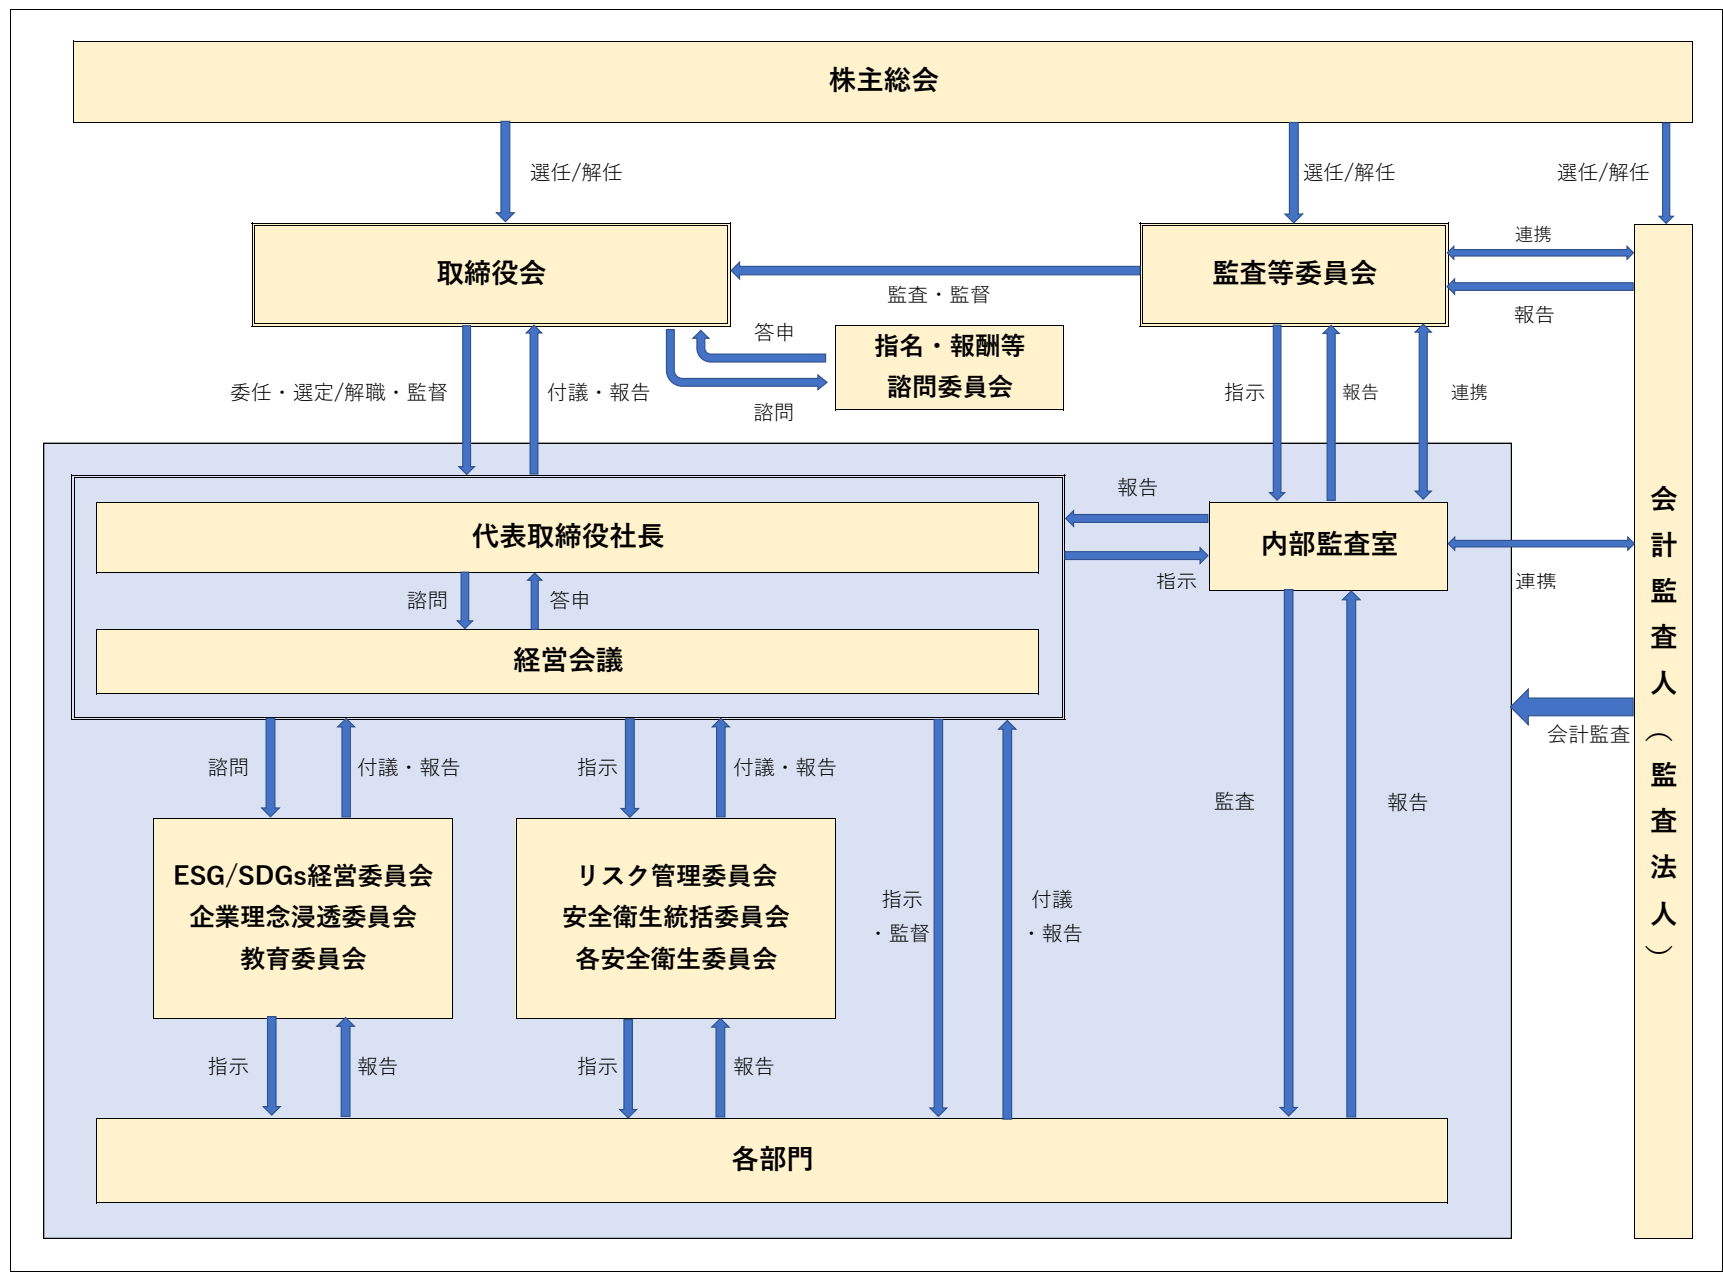 株主総会
選任/解任
選任/解任
選任/解任
取締役会
監査等委員会
連携
報告
監査・監督
答申
指名・報酬等
諮問委員会
諮問
委任・選定/解職・監督
付議・報告
指示
報告
連携
代表取締役社長
報告
指示
内部監査室
連携
諮問
答申
経営会議
会計監査人（監査法人）
会計監査
諮問
付議・報告
指示
付議・報告
監査
報告
ESG/SDGs経営委員会
企業理念浸透委員会
教育委員会
リスク管理委員会
安全衛生統括委員会
各安全衛生委員会
指示
・監督
付議
・報告
指示
報告
指示
報告
各部門